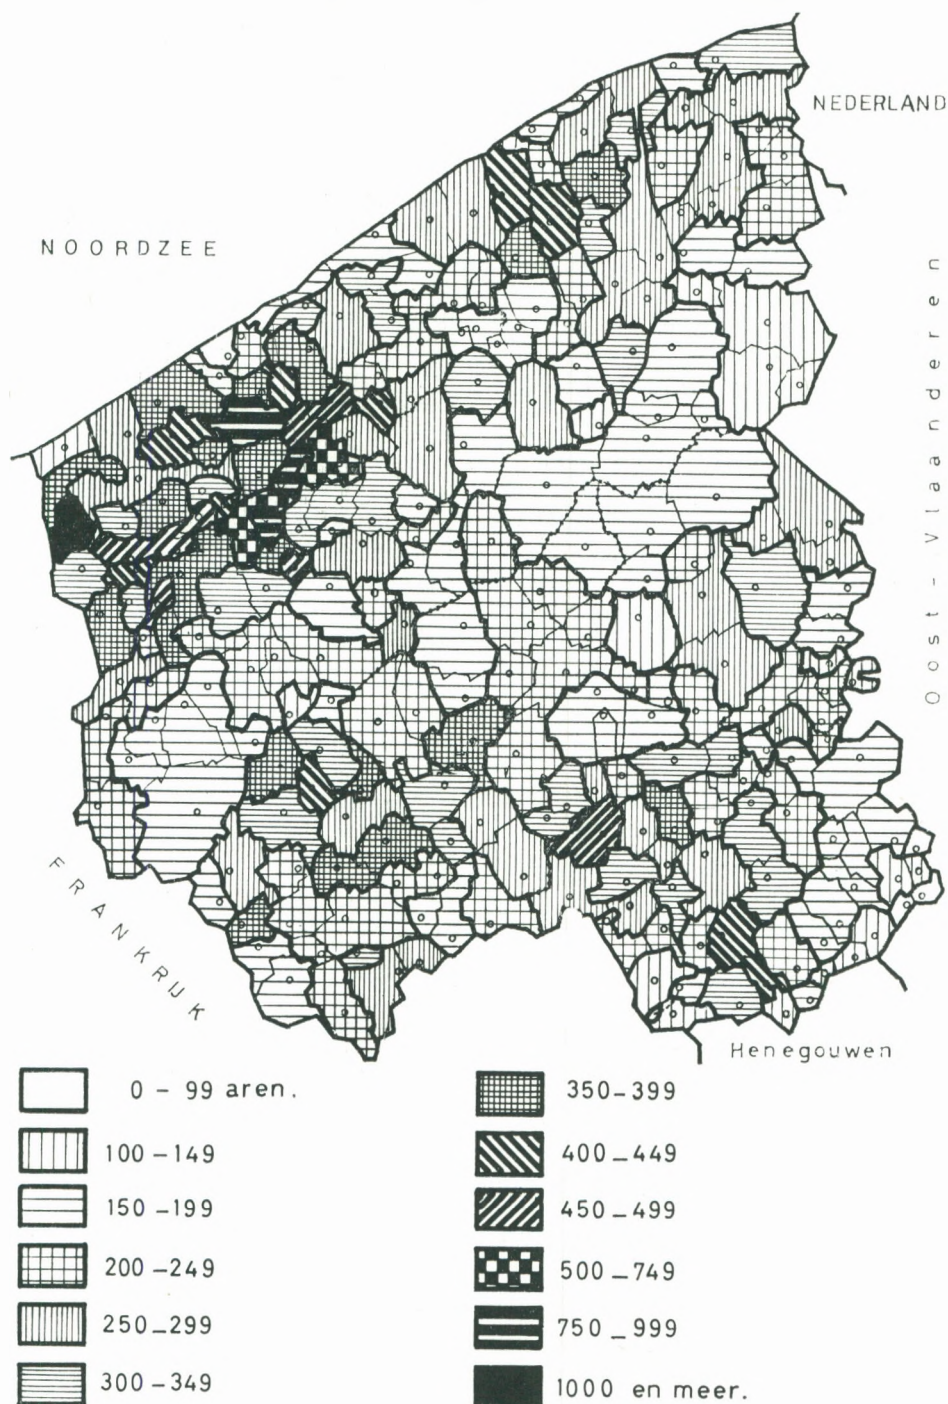 NEDERLAND
NOORDZEE
Oost-Vlaanderen
FRANKRIJK
Henegouwen
0 - 99 aren.
100 - 149
150 - 199
200 - 249
250 _ 299
300 - 349
350 - 399
400 _ 449
450 _ 499
500 _ 749
750 _ 999
1000 en meer.